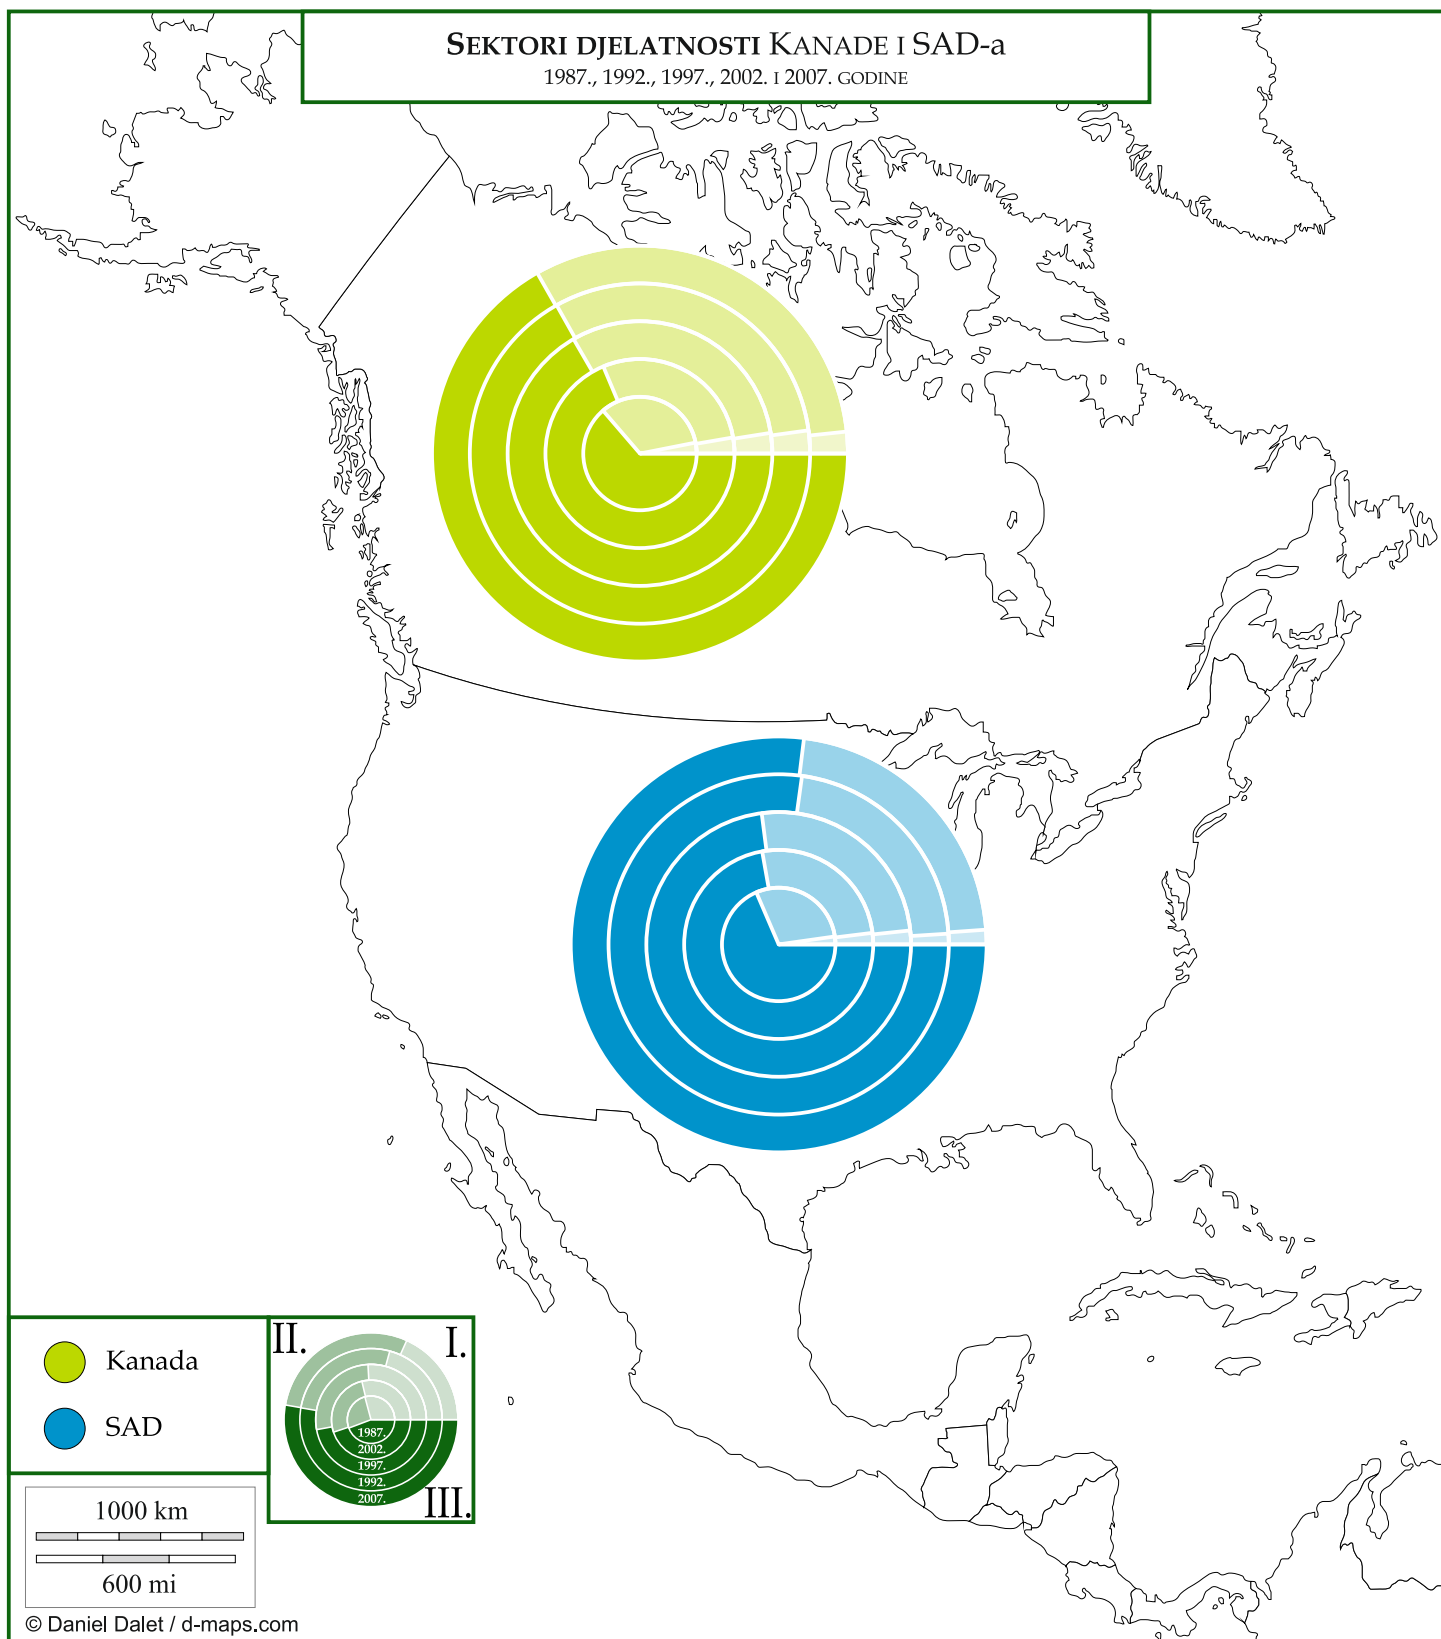 SEKTORI DJELATNOSTI KANADE I SAD-a
1987., 1992., 1997., 2002. I 2007. GODINE
Kanada
SAD
II.
I.
1987.
2002.
1997.
1992.
2007.
III.
1000 km
600 mi
© Daniel Dalet / d-maps.com